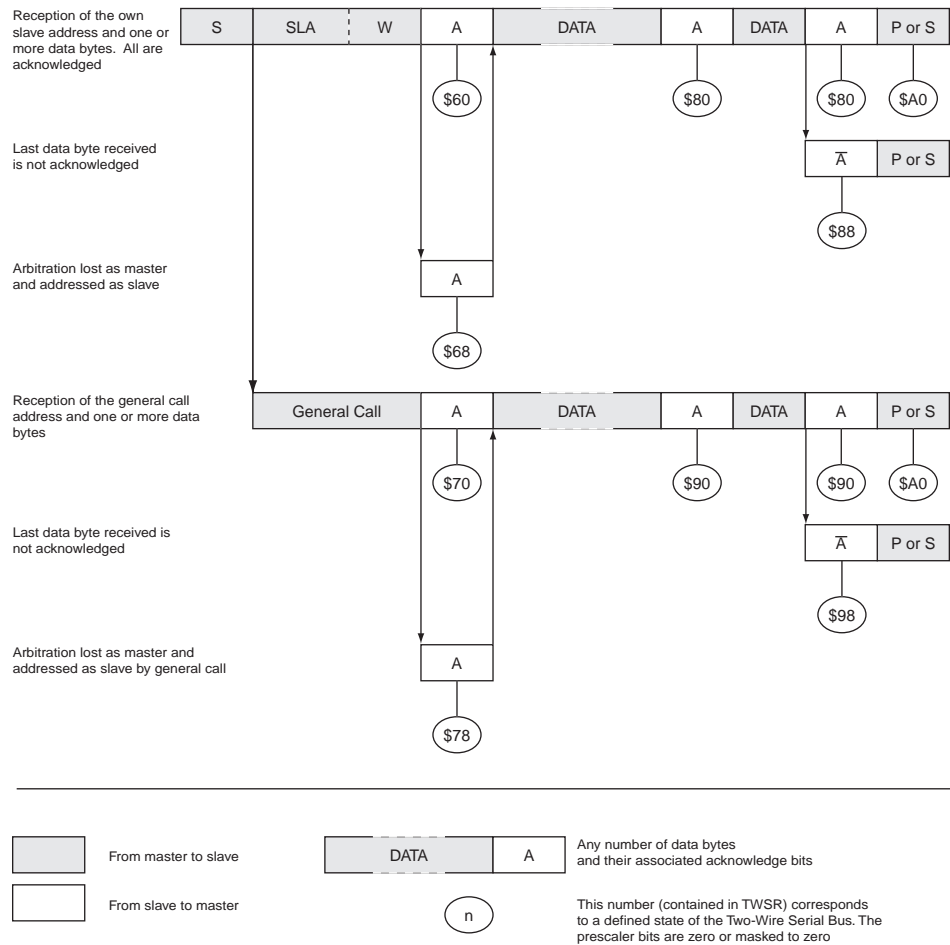 Reception of the own
slave address and one or
more data bytes.  All are
acknowledged
S SLA W A DATA A DATA A P or S
$60 $80 $80 $A0
Last data byte received
is not acknowledged
A̅ P or S
$88
Arbitration lost as master
and addressed as slave
A
$68
Reception of the general call
address and one or more data
bytes
General Call A DATA A DATA A P or S
$70 $90 $90 $A0
Last data byte received is
not acknowledged
A̅ P or S
$98
Arbitration lost as master and
addressed as slave by general call
A
$78
From master to slave
DATA A
Any number of data bytes
and their associated acknowledge bits
From slave to master
n
This number (contained in TWSR) corresponds
to a defined state of the Two-Wire Serial Bus. The
prescaler bits are zero or masked to zero